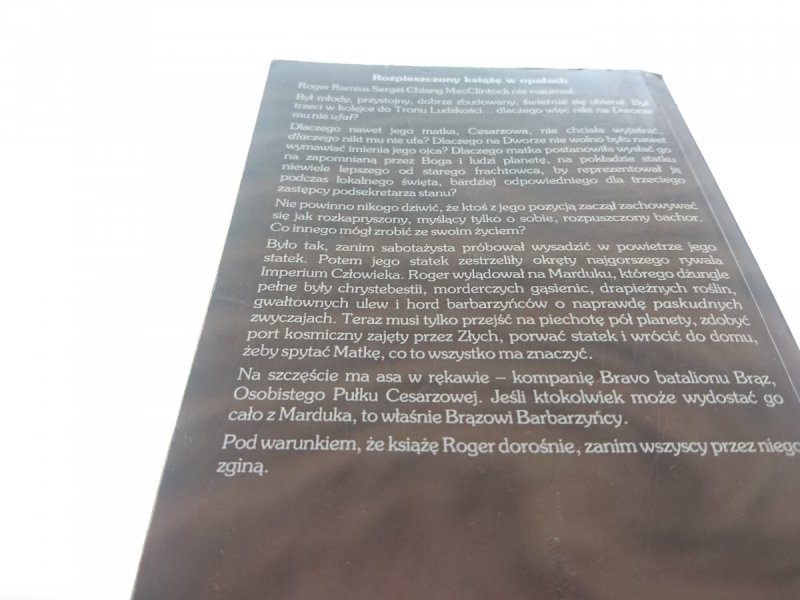 Rozpieszczony książę w opałach
Roger Ramius Sergei Chiang MacClintock nie rozumiał.
Był młody, przystojny, dobrze zbudowany, świetnie się ubierał. Był
trzeci w kolejce do Tronu Ludzkości... dlaczego więc nikt na Dworze
mu nie ufał?
Dlaczego nawet jego matka, Cesarzowa, nie chciała wyjaśnić,
dlaczego nikt mu nie ufa? Dlaczego na Dworze nie wolno było nawet
wymawiać imienia jego ojca? Dlaczego matka postanowiła wysłać go
na zapomnianą przez Boga i ludzi planetę, na pokładzie statku
niewiele lepszego od starego frachtowca, by reprezentował ją
podczas lokalnego święta, bardziej odpowiedniego dla trzeciego
zastępcy podsekretarza stanu?
Nie powinno nikogo dziwić, że ktoś z jego pozycją zaczął zachowywać
się jak rozkapryszony, myślący tylko o sobie, rozpuszczony bachor.
Co innego mógł zrobić ze swoim życiem?
Było tak, zanim sabotażysta próbował wysadzić w powietrze jego
statek. Potem jego statek zestrzeliły okręty najgorszego rywala
Imperium Człowieka. Roger wylądował na Marduku, którego dżungle
pełne były chrystebestii, morderczych gąsienic, drapieżnych roślin,
gwałtownych ulew i hord barbarzyńców o naprawdę paskudnych
zwyczajach. Teraz musi tylko przejść na piechotę pół planety, zdobyć
port kosmiczny zajęty przez Złych, porwać statek i wrócić do domu,
żeby spytać Matkę, co to wszystko ma znaczyć.
Na szczęście ma asa w rękawie – kompanię Bravo batalionu Brąz,
Osobistego Pułku Cesarzowej. Jeśli ktokolwiek może wydostać go
cało z Marduka, to właśnie Brązowi Barbarzyńcy.
Pod warunkiem, że książę Roger dorośnie, zanim wszyscy przez niego
zginą.